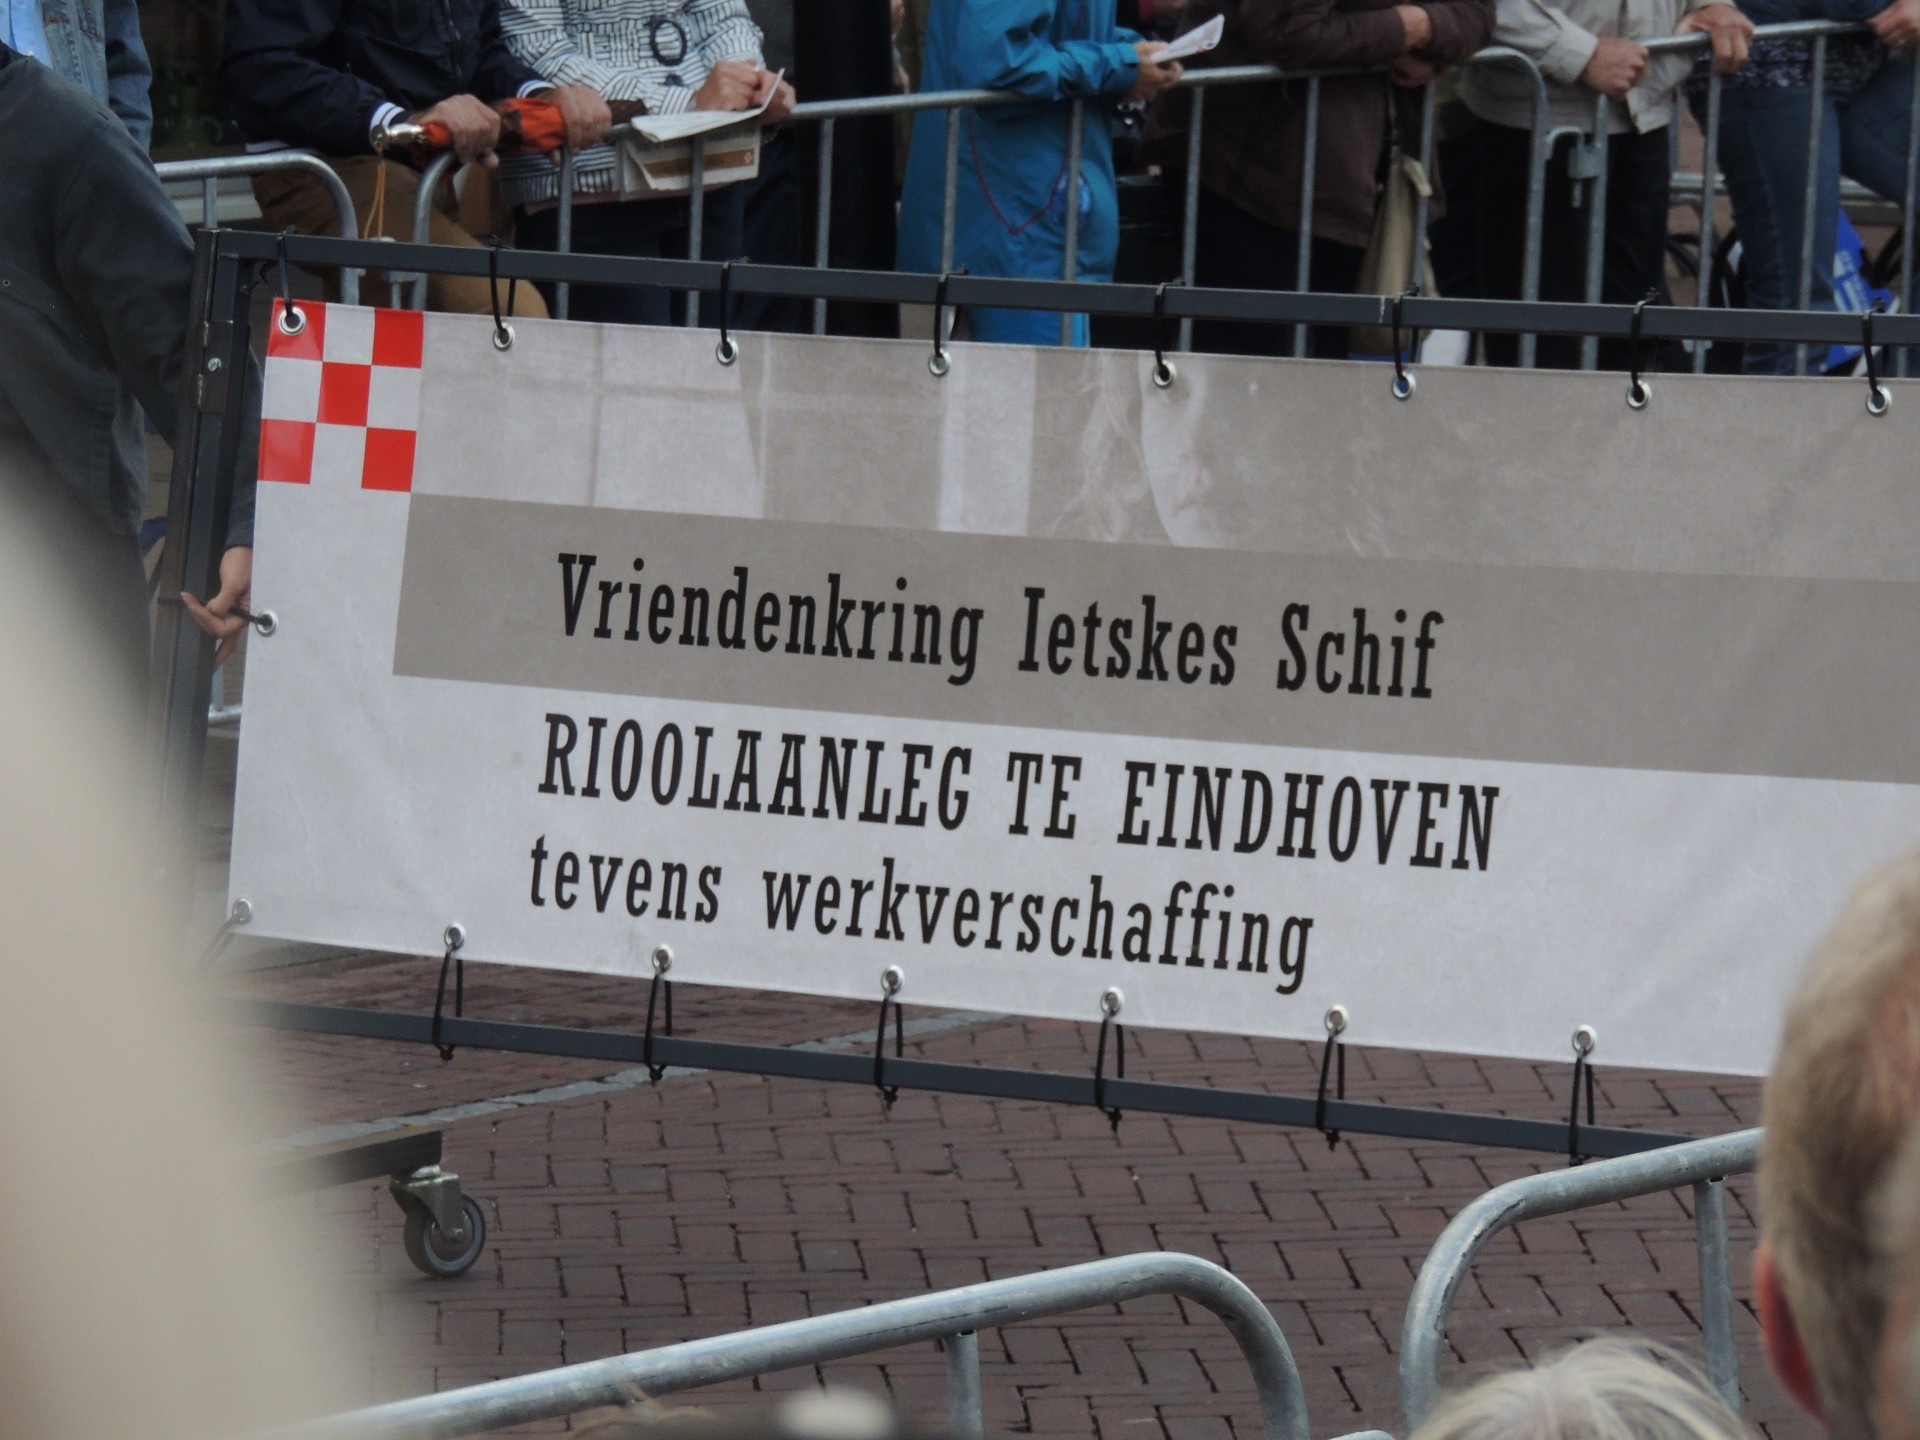 Vriendenkring Ietskes Schif
RIOOLAANLEG TE EINDHOVEN
tevens werkverschaffing